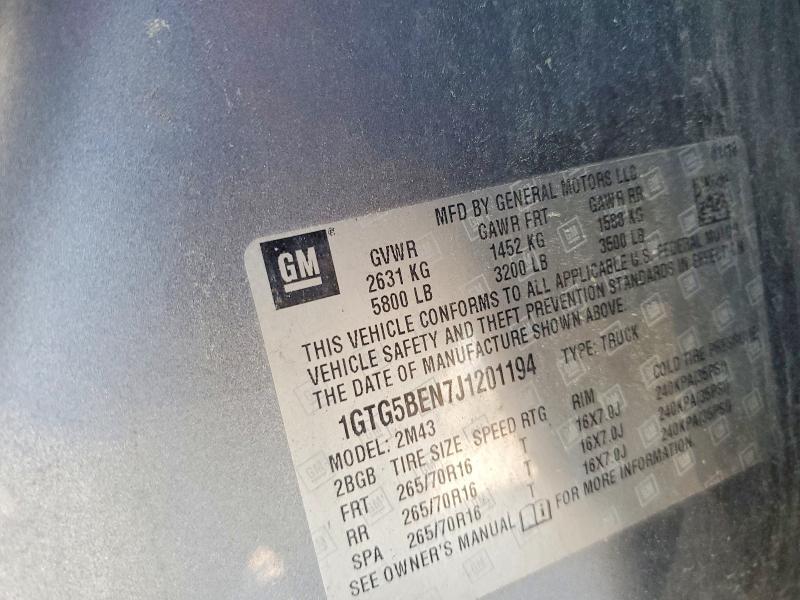 GM®
MFD BY GENERAL MOTORS LLC
GVWR GAWR FRT GAWR RR
2631 KG 1452 KG 1588 KG
5800 LB 3200 LB 3500 LB
THIS VEHICLE CONFORMS TO ALL APPLICABLE U.S. FEDERAL MOTOR
VEHICLE SAFETY AND THEFT PREVENTION STANDARDS IN EFFECT ON
THE DATE OF MANUFACTURE SHOWN ABOVE.
1GTG5BEN7J1201194 TYPE: TRUCK
MODEL: 2M43
2BGB TIRE SIZE SPEED RTG RIM COLD TIRE PRESSURE
FRT 265/70R16 T 16X7.0J 240KPA(35PSI)
RR 265/70R16 T 16X7.0J 240KPA(35PSI)
SPA 265/70R16 T 16X7.0J 240KPA(35PSI)
SEE OWNER'S MANUAL FOR MORE INFORMATION.